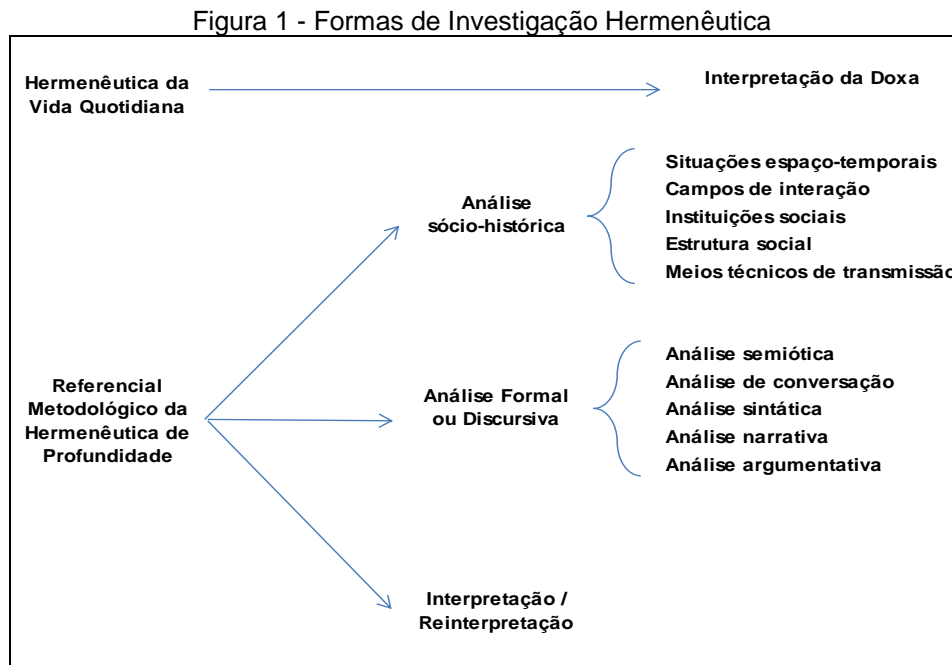 Figura 1 - Formas de Investigação Hermenêutica
Hermenêutica da
Vida Quotidiana
Interpretação da Doxa
Análise
sócio-histórica
Situações espaço-temporais
Campos de interação
Instituições sociais
Estrutura social
Meios técnicos de transmissão
Referencial
Metodológico da
Hermenêutica de
Profundidade
Análise Formal
ou Discursiva
Análise semiótica
Análise de conversação
Análise sintática
Análise narrativa
Análise argumentativa
Interpretação /
Reinterpretação